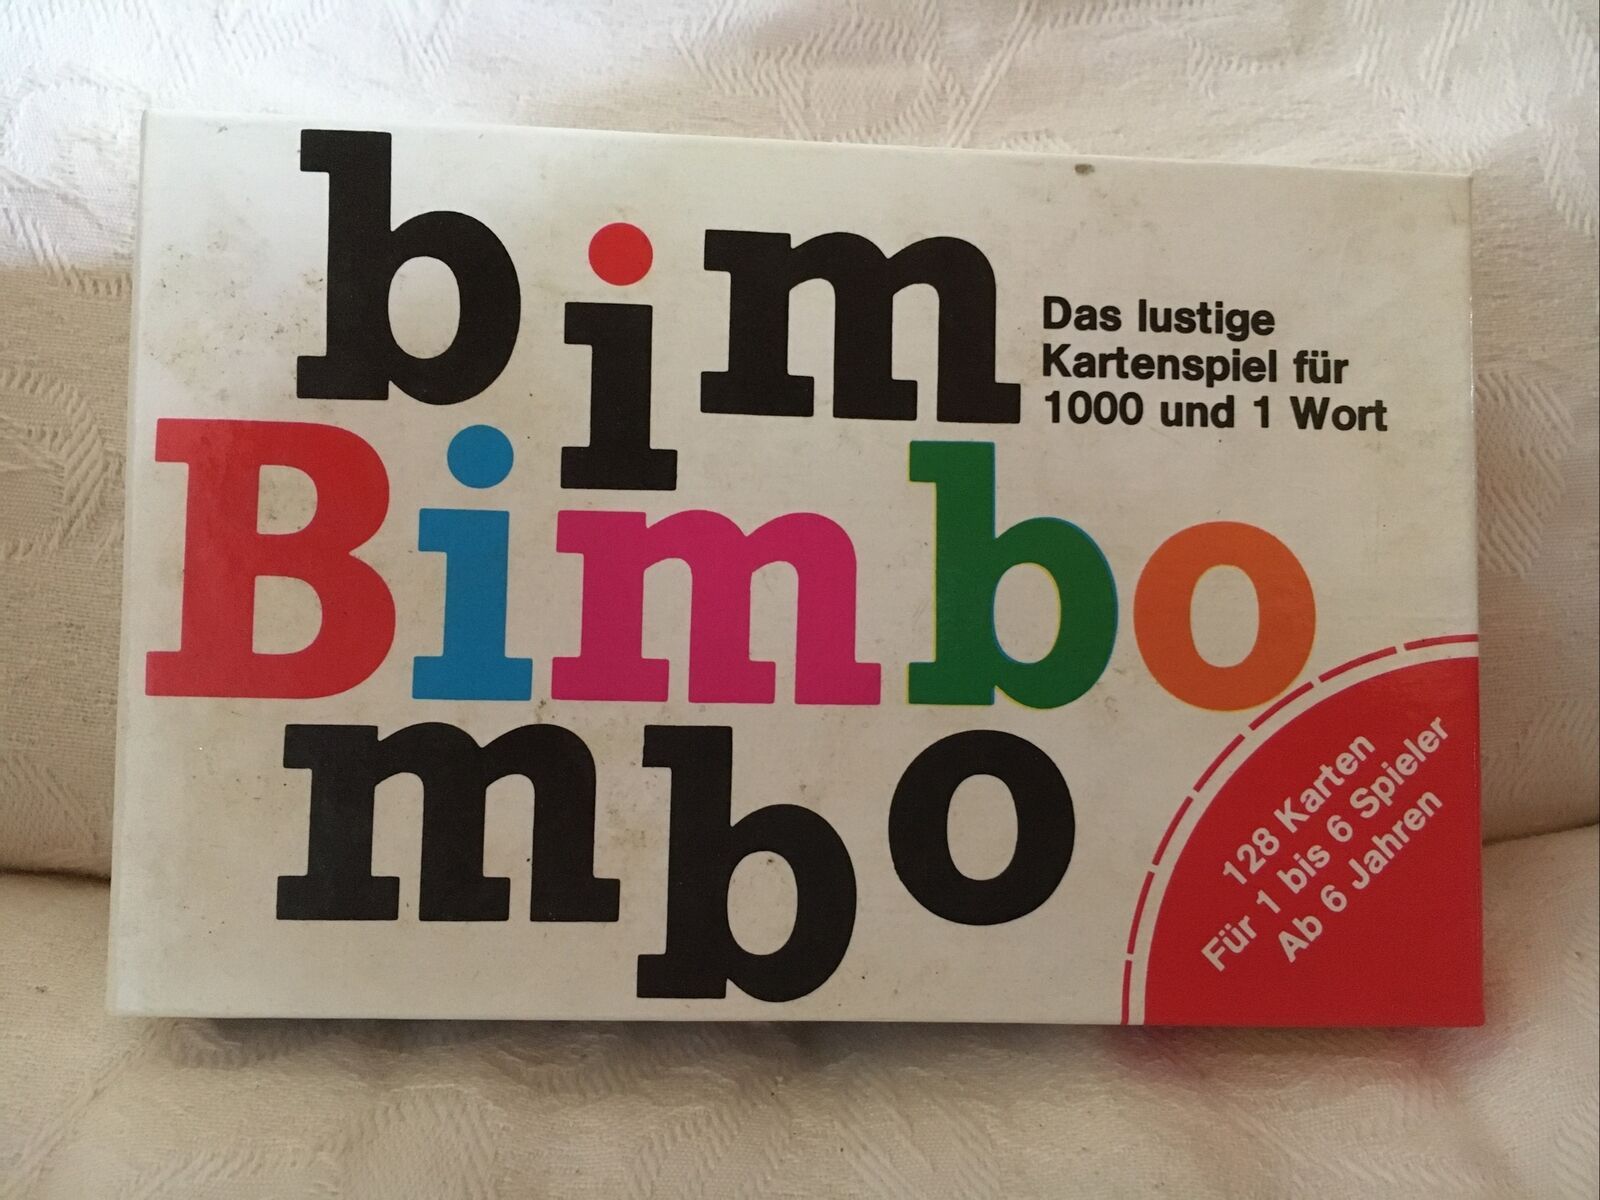 bim
Das lustige
Kartenspiel für
1000 und 1 Wort
Bimbo
mbo
128 Karten
Für 1 bis 6 Spieler
Ab 6 Jahren